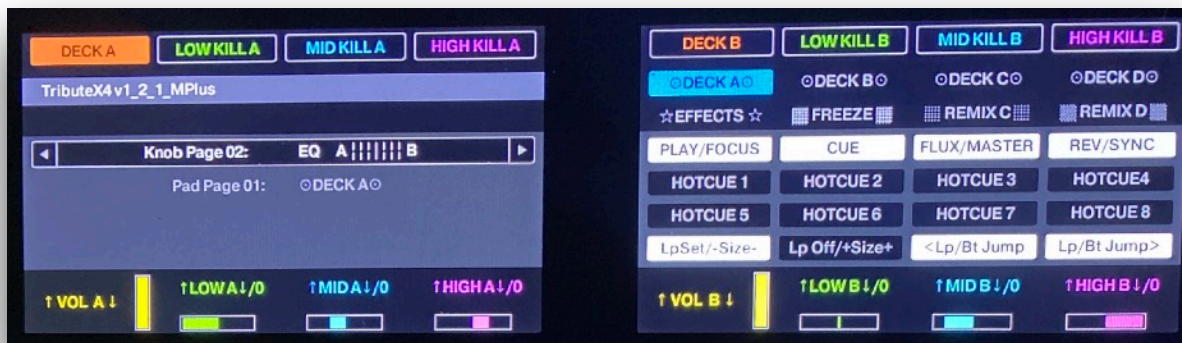 DECK A LOW KILL A MID KILL A HIGH KILL A
TributeX4 v1_2_1_MPlus
Knob Page 02: EQ A B
Pad Page 01: ⊙DECK A⊙
↑ VOL A ↓ ↑LOW A↓/0 ↑MID A↓/0 ↑HIGH A↓/0
DECK B LOW KILL B MID KILL B HIGH KILL B
⊙DECK A⊙ ⊙DECK B⊙ ⊙DECK C⊙ ⊙DECK D⊙
☆EFFECTS ☆ ▦ FREEZE ▦ ▦ REMIX C ▦ ▦ REMIX D ▦
PLAY/FOCUS CUE FLUX/MASTER REV/SYNC
HOTCUE 1 HOTCUE 2 HOTCUE 3 HOTCUE4
HOTCUE 5 HOTCUE 6 HOTCUE 7 HOTCUE 8
LpSet/-Size- Lp Off/+Size+ <Lp/Bt Jump Lp/Bt Jump>
↑ VOL B ↓ ↑LOW B↓/0 ↑MID B↓/0 ↑HIGH B↓/0